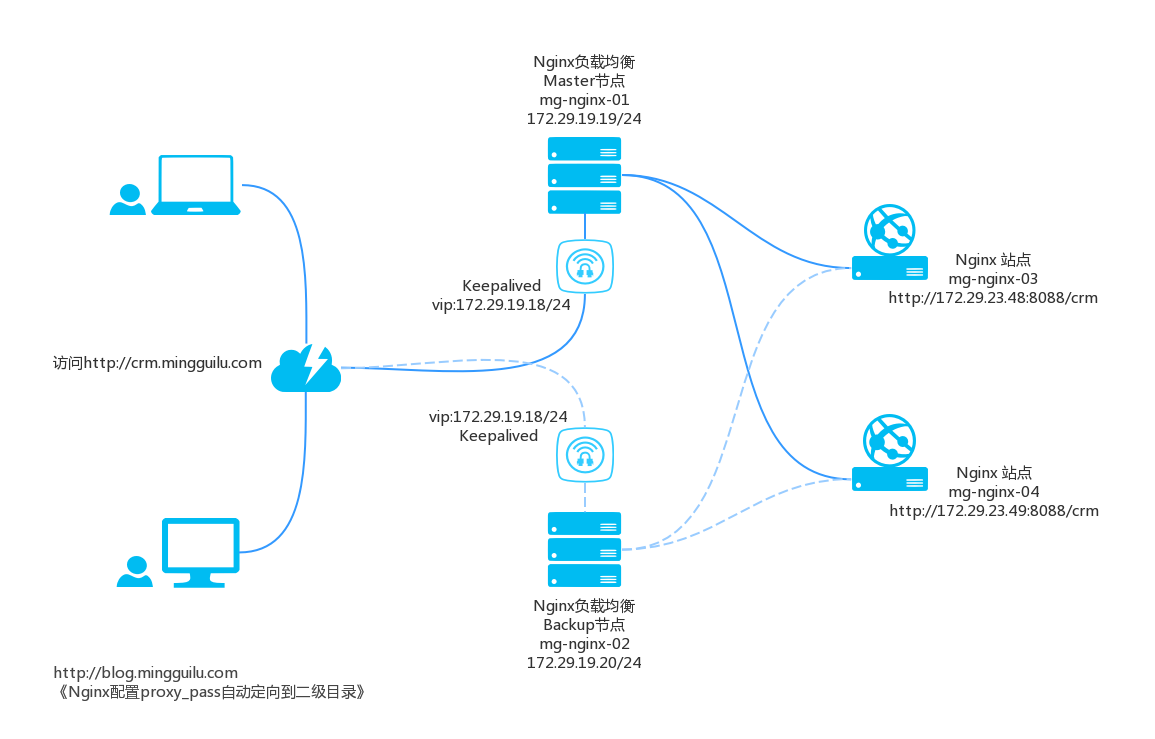 Nginx负载均衡
Master节点
mg-nginx-01
172.29.19.19/24
Keepalived
vip:172.29.19.18/24
Nginx 站点
mg-nginx-03
http://172.29.23.48:8088/crm
访问http://crm.mingguilu.com
vip:172.29.19.18/24
Keepalived
Nginx 站点
mg-nginx-04
http://172.29.23.49:8088/crm
Nginx负载均衡
Backup节点
mg-nginx-02
172.29.19.20/24
http://blog.mingguilu.com
《Nginx配置proxy_pass自动定向到二级目录》